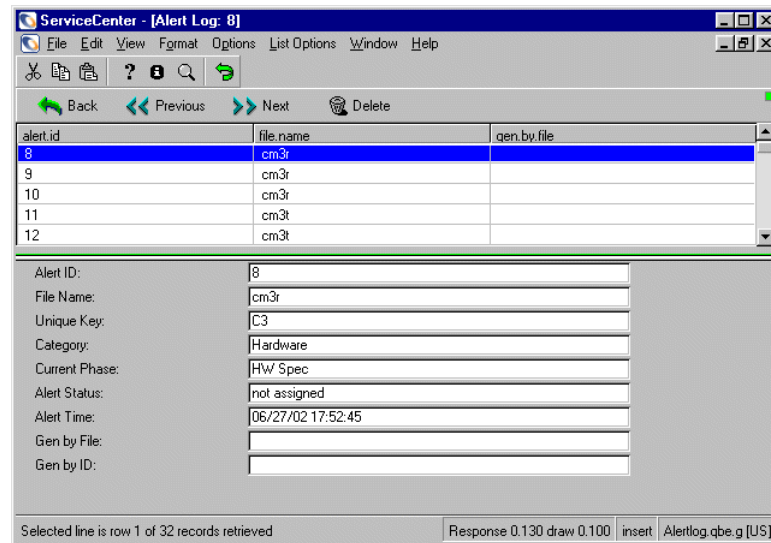 ServiceCenter - [Alert Log: 8]
File Edit View Format Options List Options Window Help
Back Previous Next Delete
alert.id file.name gen.by.file
8 cm3r
9 cm3r
10 cm3r
11 cm3t
12 cm3t
Alert ID: 8
File Name: cm3r
Unique Key: C3
Category: Hardware
Current Phase: HW Spec
Alert Status: not assigned
Alert Time: 06/27/02 17:52:45
Gen by File:
Gen by ID:
Selected line is row 1 of 32 records retrieved Response 0.130 draw 0.100 insert Alertlog.qbe.g [US]